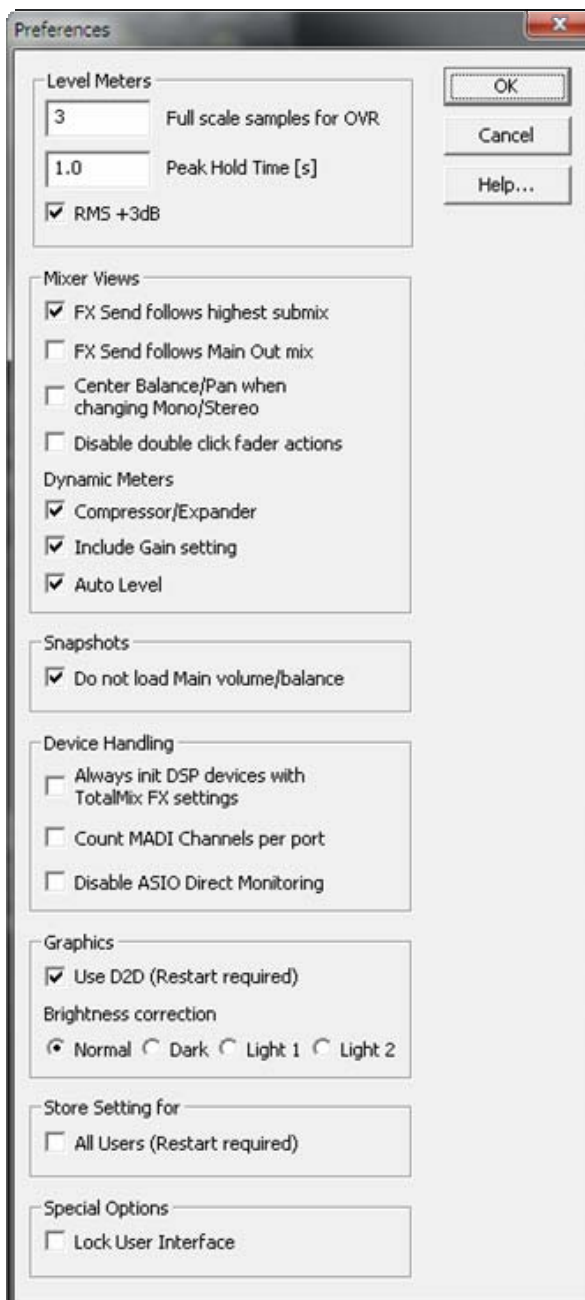 Preferences
Level Meters
3 Full scale samples for OVR
1.0 Peak Hold Time [s]
RMS +3dB
OK
Cancel
Help...
Mixer Views
FX Send follows highest submix
FX Send follows Main Out mix
Center Balance/Pan when
changing Mono/Stereo
Disable double click fader actions
Dynamic Meters
Compressor/Expander
Include Gain setting
Auto Level
Snapshots
Do not load Main volume/balance
Device Handling
Always init DSP devices with
TotalMix FX settings
Count MADI Channels per port
Disable ASIO Direct Monitoring
Graphics
Use D2D (Restart required)
Brightness correction
Normal Dark Light 1 Light 2
Store Setting for
All Users (Restart required)
Special Options
Lock User Interface